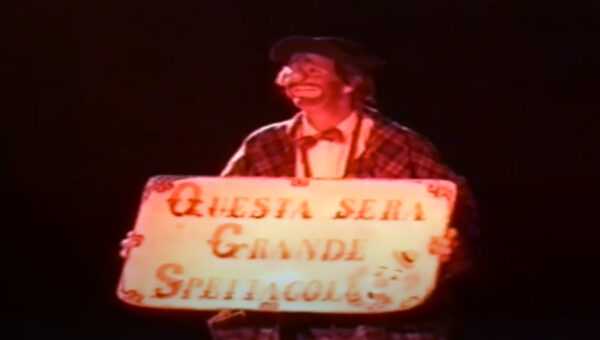 QUESTA SERA
GRANDE
SPETTACOLO